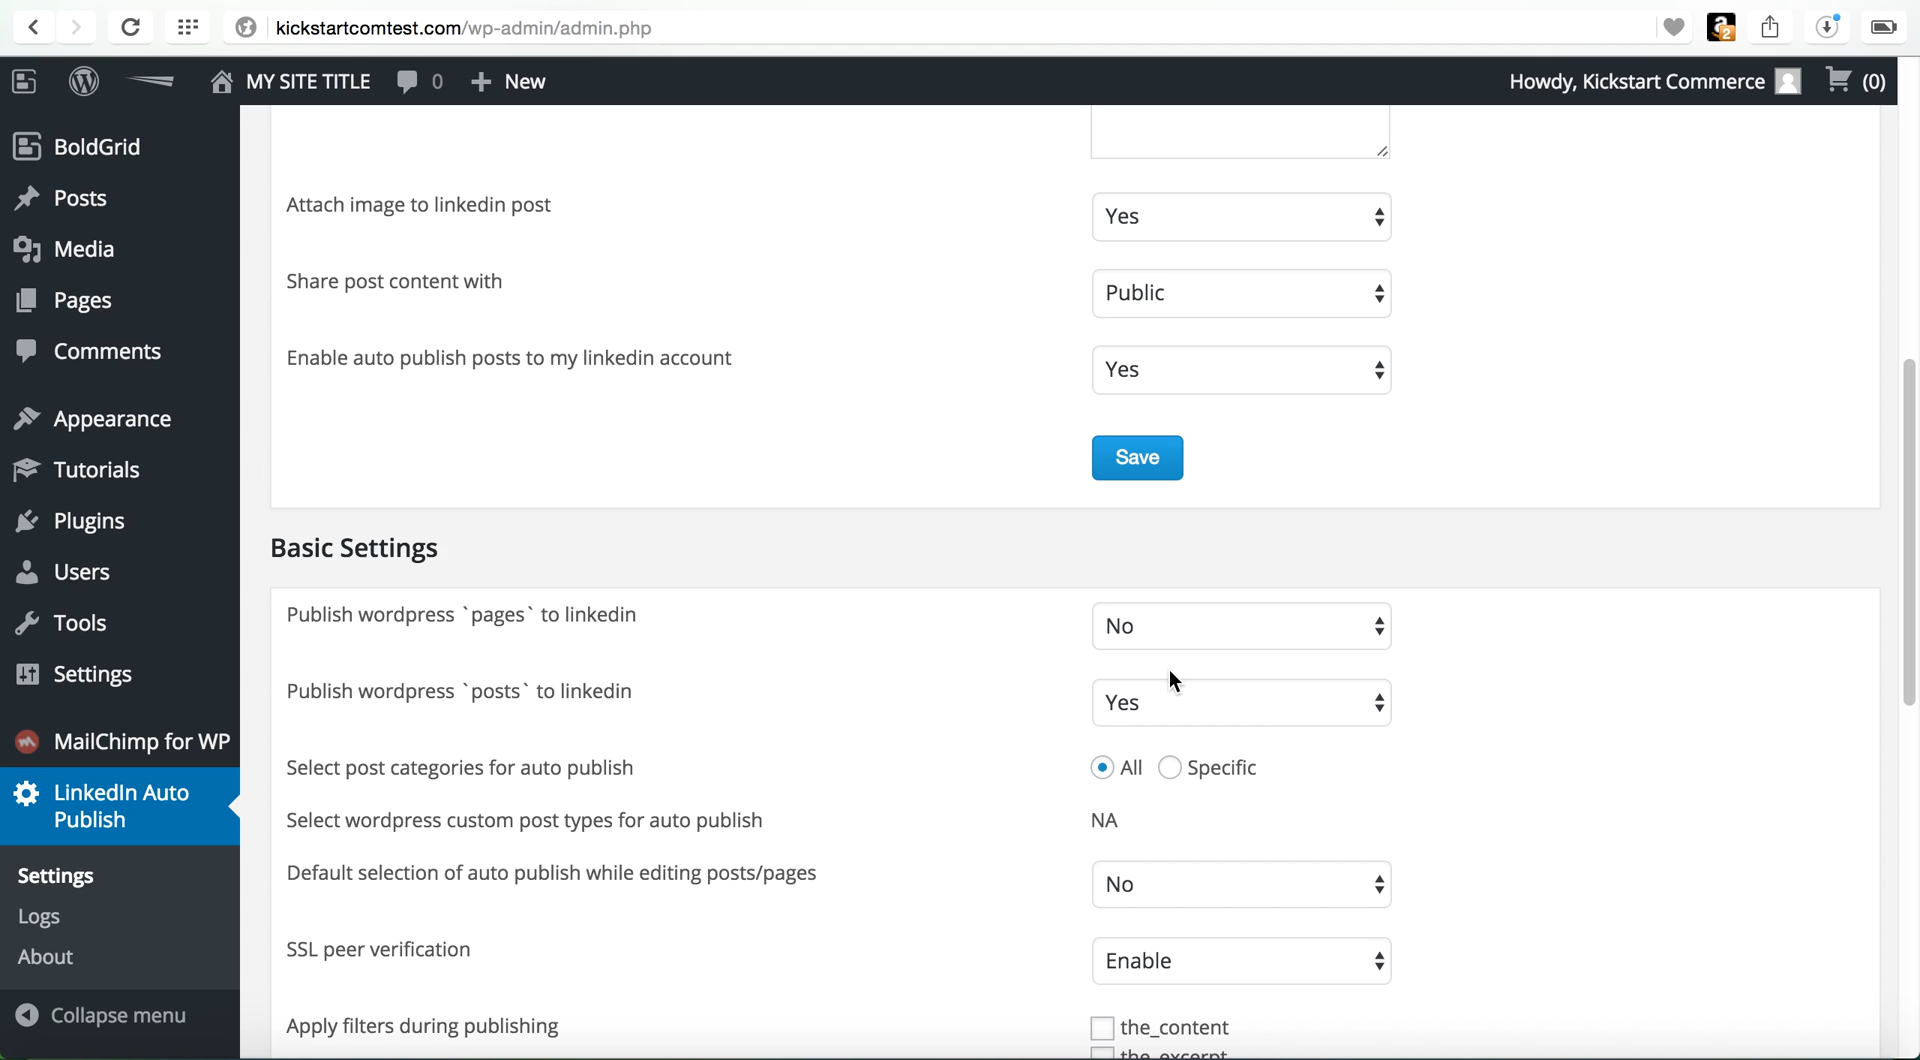 kickstartcomtest.com/wp-admin/admin.php
2
MY SITE TITLE 0 New
Howdy, Kickstart Commerce (0)
BoldGrid
Posts
Media
Pages
Comments
Appearance
Tutorials
Plugins
Users
Tools
Settings
MailChimp for WP
LinkedIn Auto
Publish
Settings
Logs
About
Collapse menu
Attach image to linkedin post Yes
Share post content with Public
Enable auto publish posts to my linkedin account Yes
Save
Basic Settings
Publish wordpress `pages` to linkedin No
Publish wordpress `posts` to linkedin Yes
Select post categories for auto publish All Specific
Select wordpress custom post types for auto publish NA
Default selection of auto publish while editing posts/pages No
SSL peer verification Enable
Apply filters during publishing the_content
the_excerpt